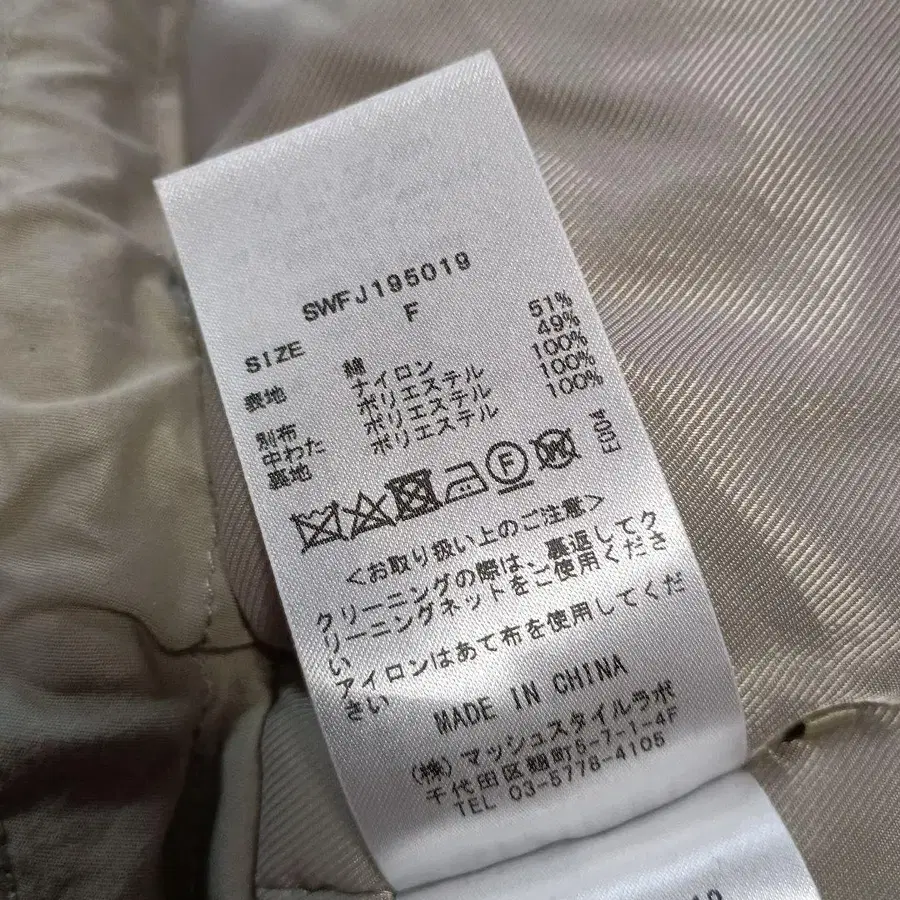 SWFJ195019
SIZE F
表地 綿 51%
ナイロン 49%
別布 ポリエステル 100%
中わた ポリエステル 100%
裏地 ポリエステル 100%
F W E004
<お取り扱い上のご注意>
クリーニングの際は、裏返してク
リーニングネットをご使用くださ
い
アイロンはあて布を使用してくだ
さい
MADE IN CHINA
(株)マッシュスタイルラボ
千代田区麹町5-7-1-4F
TEL 03-5778-4105